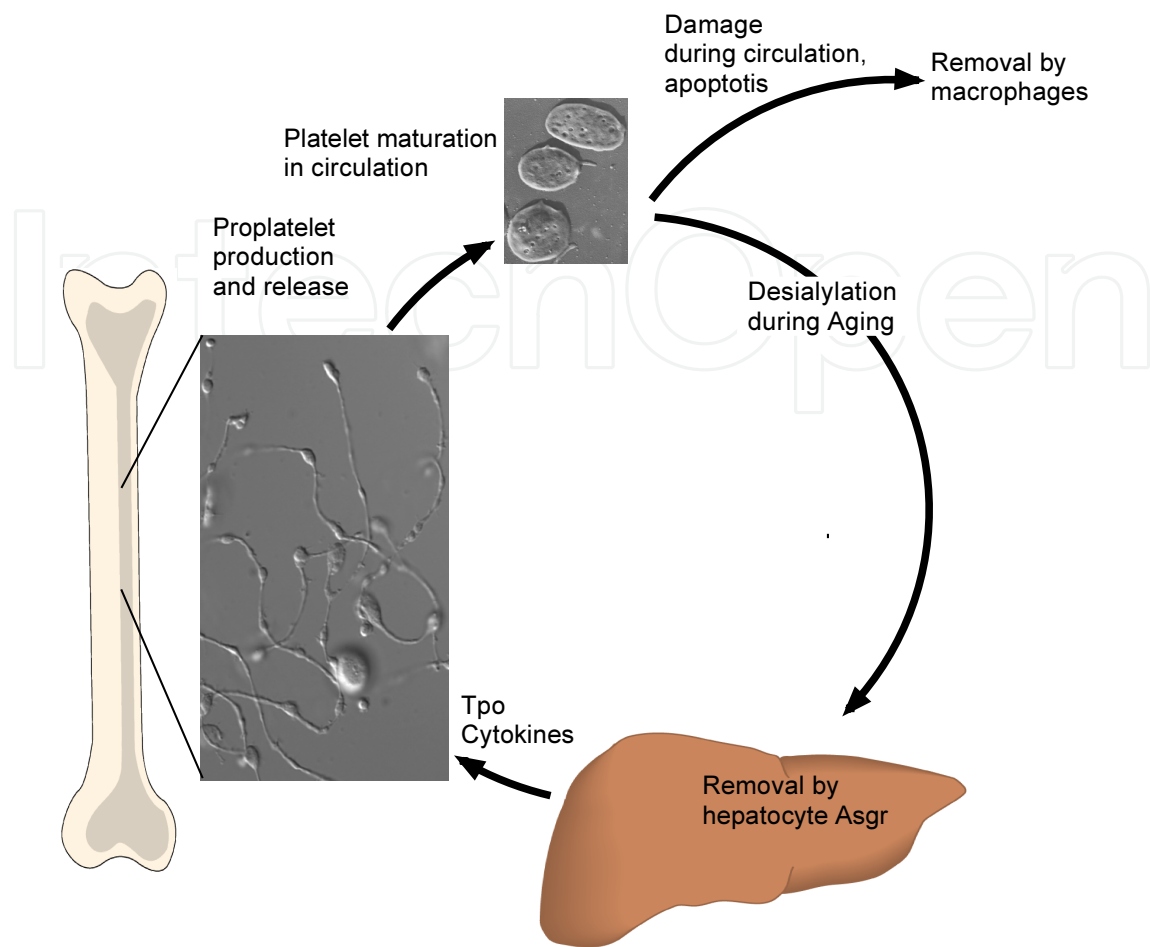 Damage
during circulation,
apoptotis
Removal by
macrophages
Platelet maturation
in circulation
Proplatelet
production
and release
IntechOpen
Desialylation
during Aging
Tpo
Cytokines
Removal by
hepatocyte Asgr